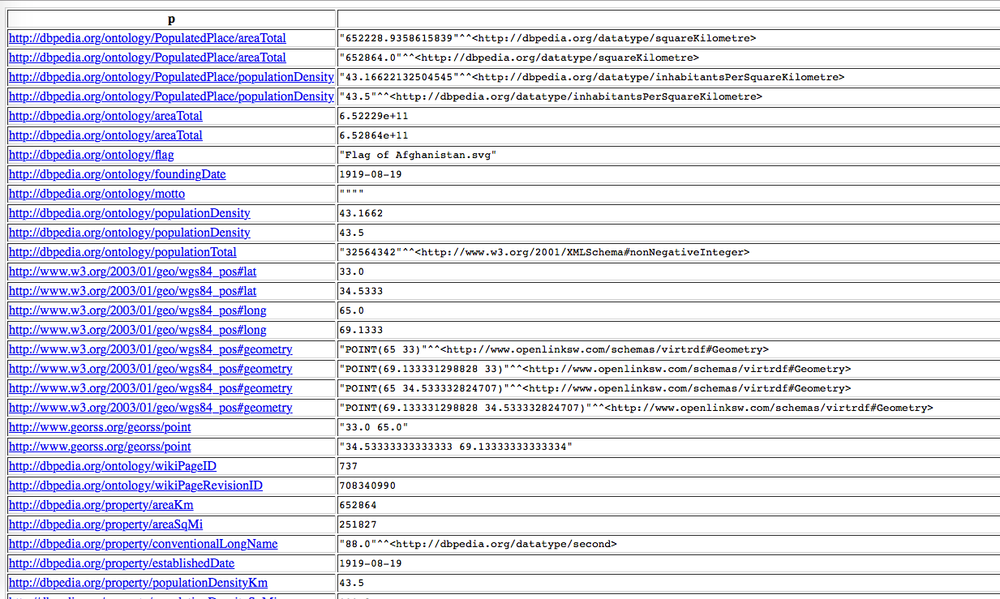 p
http://dbpedia.org/ontology/PopulatedPlace/areaTotal "652228.9358615839"^^<http://dbpedia.org/datatype/squareKilometre>
http://dbpedia.org/ontology/PopulatedPlace/areaTotal "652864.0"^^<http://dbpedia.org/datatype/squareKilometre>
http://dbpedia.org/ontology/PopulatedPlace/populationDensity "43.16622132504545"^^<http://dbpedia.org/datatype/inhabitantsPerSquareKilometre>
http://dbpedia.org/ontology/PopulatedPlace/populationDensity "43.5"^^<http://dbpedia.org/datatype/inhabitantsPerSquareKilometre>
http://dbpedia.org/ontology/areaTotal 6.52229e+11
http://dbpedia.org/ontology/areaTotal 6.52864e+11
http://dbpedia.org/ontology/flag "Flag of Afghanistan.svg"
http://dbpedia.org/ontology/foundingDate 1919-08-19
http://dbpedia.org/ontology/motto """"
http://dbpedia.org/ontology/populationDensity 43.1662
http://dbpedia.org/ontology/populationDensity 43.5
http://dbpedia.org/ontology/populationTotal "32564342"^^<http://www.w3.org/2001/XMLSchema#nonNegativeInteger>
http://www.w3.org/2003/01/geo/wgs84_pos#lat 33.0
http://www.w3.org/2003/01/geo/wgs84_pos#lat 34.5333
http://www.w3.org/2003/01/geo/wgs84_pos#long 65.0
http://www.w3.org/2003/01/geo/wgs84_pos#long 69.1333
http://www.w3.org/2003/01/geo/wgs84_pos#geometry "POINT(65 33)"^^<http://www.openlinksw.com/schemas/virtrdf#Geometry>
http://www.w3.org/2003/01/geo/wgs84_pos#geometry "POINT(69.133331298828 33)"^^<http://www.openlinksw.com/schemas/virtrdf#Geometry>
http://www.w3.org/2003/01/geo/wgs84_pos#geometry "POINT(65 34.533332824707)"^^<http://www.openlinksw.com/schemas/virtrdf#Geometry>
http://www.w3.org/2003/01/geo/wgs84_pos#geometry "POINT(69.133331298828 34.533332824707)"^^<http://www.openlinksw.com/schemas/virtrdf#Geometry>
http://www.georss.org/georss/point "33.0 65.0"
http://www.georss.org/georss/point "34.53333333333333 69.13333333333334"
http://dbpedia.org/ontology/wikiPageID 737
http://dbpedia.org/ontology/wikiPageRevisionID 708340990
http://dbpedia.org/property/areaKm 652864
http://dbpedia.org/property/areaSqMi 251827
http://dbpedia.org/property/conventionalLongName "88.0"^^<http://dbpedia.org/datatype/second>
http://dbpedia.org/property/establishedDate 1919-08-19
http://dbpedia.org/property/populationDensityKm 43.5